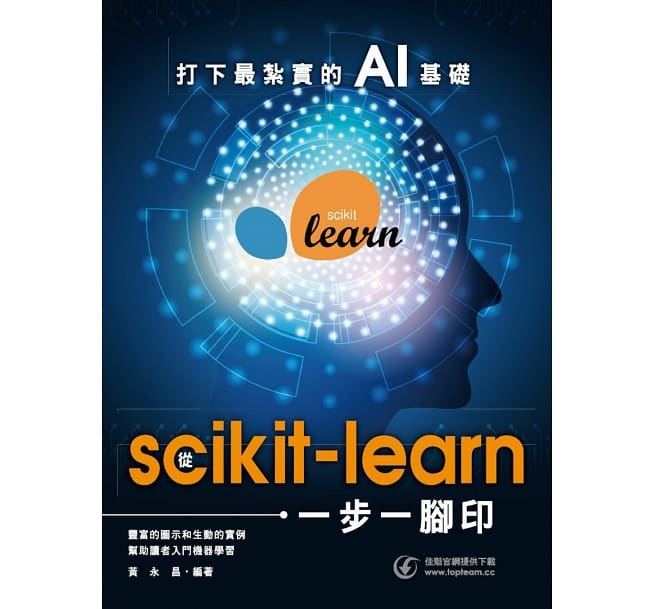 打下最紮實的AI基礎
scikit
learn
scikit-learn
從
一步一腳印
豐富的圖示和生動的實例
幫助讀者入門機器學習
黃永昌・編著
佳魁官網提供下載
www.topteam.cc